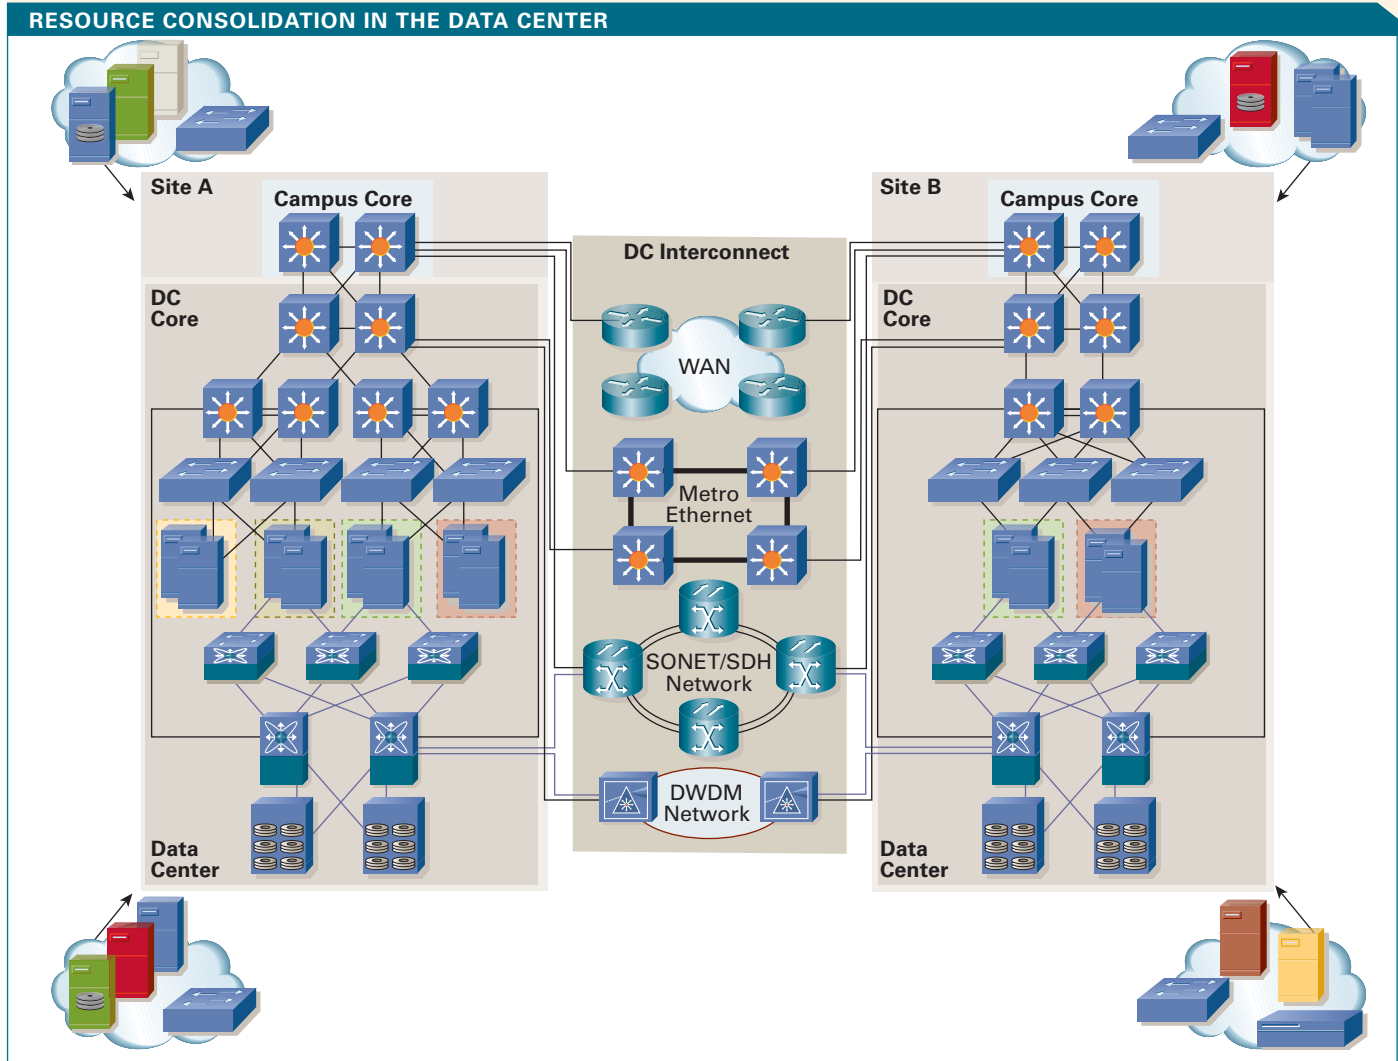 RESOURCE CONSOLIDATION IN THE DATA CENTER
Site A
Campus Core
DC
Core
Data
Center
DC Interconnect
WAN
Metro
Ethernet
SONET/SDH
Network
DWDM
Network
Site B
Campus Core
DC
Core
Data
Center